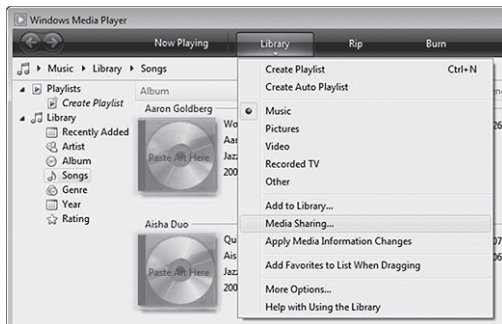 Windows Media Player
Now Playing
Library
Rip
Burn
Music ▸ Library ▸ Songs
Playlists
Create Playlist
Library
Recently Added
Artist
Album
Songs
Genre
Year
Rating
Album
Aaron Goldberg
Paste Art Here
Aisha Duo
Paste Art Here
Create Playlist Ctrl+N
Create Auto Playlist
Music
Pictures
Video
Recorded TV
Other
Add to Library...
Media Sharing...
Apply Media Information Changes
Add Favorites to List When Dragging
More Options...
Help with Using the Library